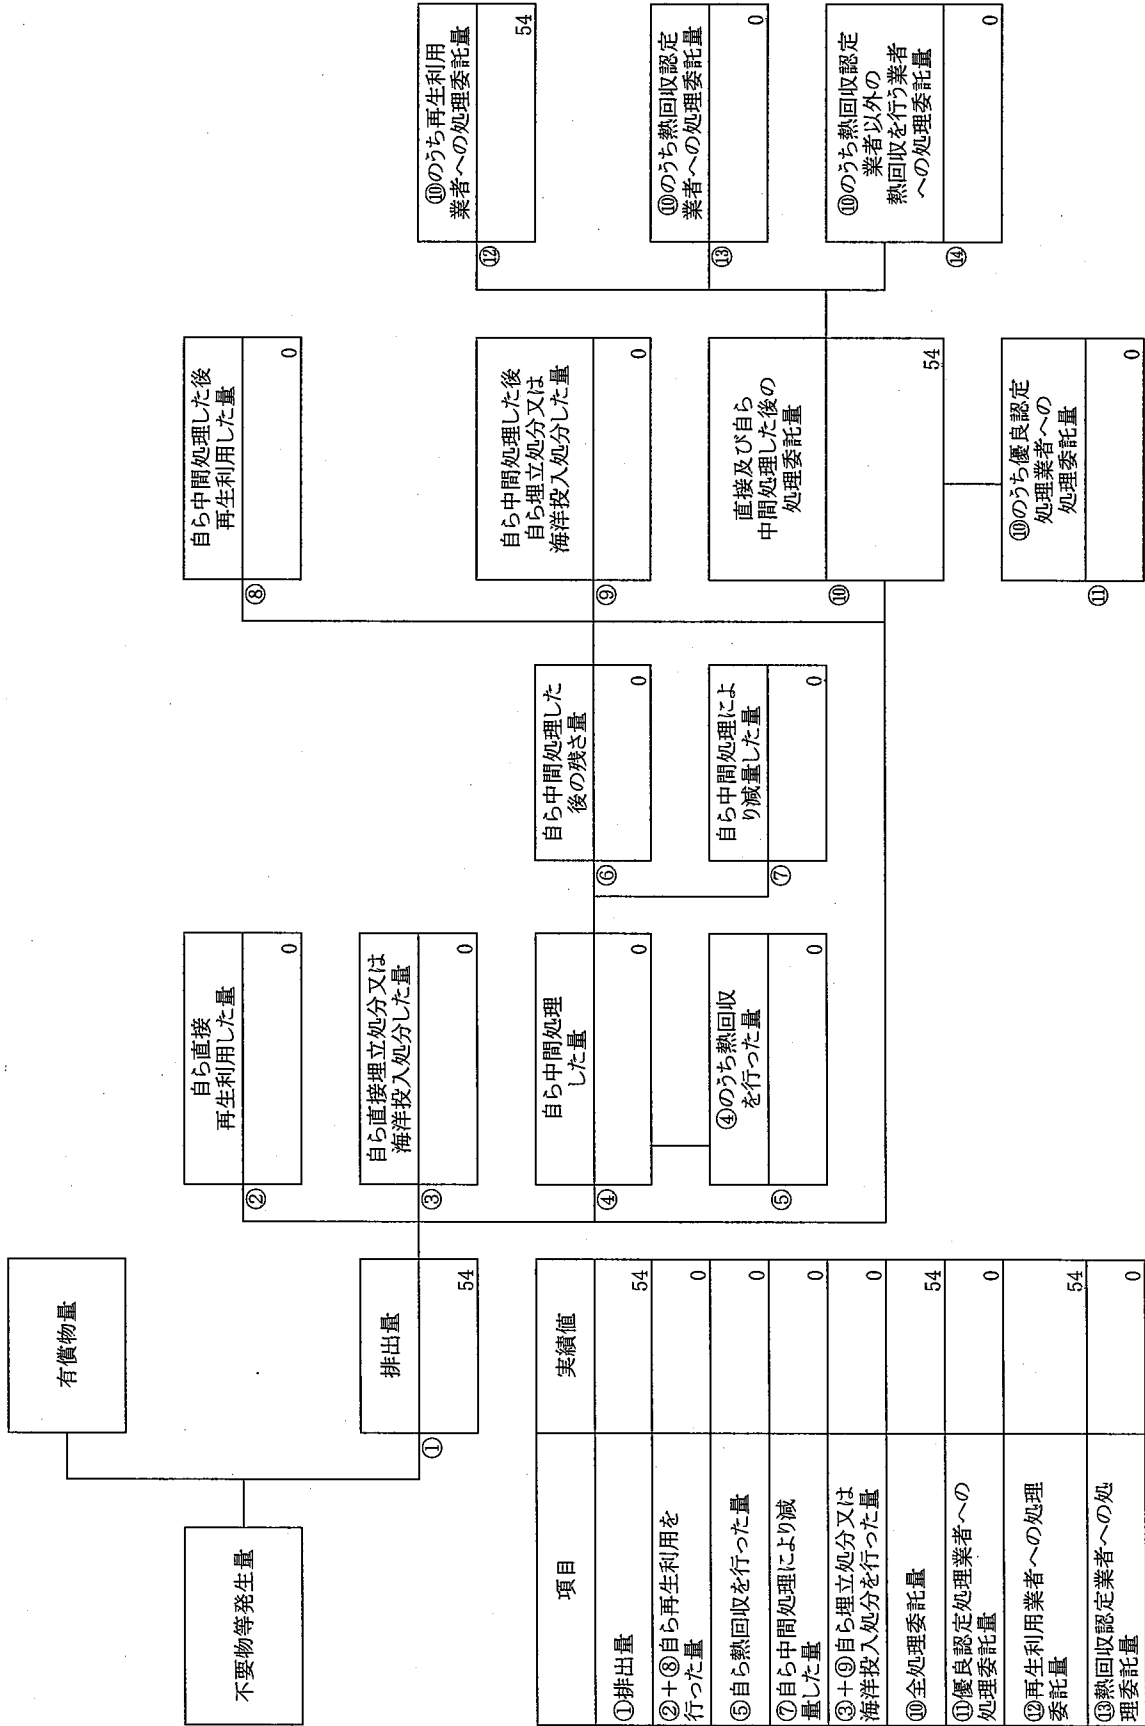 不要物等発生量
有償物量
①
排出量
54
②
自ら直接
再生利用した量
0
③
自ら直接埋立処分又は
海洋投入処分した量
0
④
自ら中間処理
した量
0
⑤
④のうち熱回収
を行った量
0
⑥
自ら中間処理した
後の残さ量
0
⑦
自ら中間処理によ
り減量した量
0
⑧
自ら中間処理した後
再生利用した量
0
⑨
自ら中間処理した後
自ら埋立処分又は
海洋投入処分した量
0
⑩
直接及び自ら
中間処理した後の
処理委託量
54
⑪
⑩のうち優良認定
処理業者への
処理委託量
0
⑫
⑩のうち再生利用
業者への処理委託量
54
⑬
⑩のうち熱回収認定
業者への処理委託量
0
⑭
⑩のうち熱回収認定
業者以外の
熱回収を行う業者
への処理委託量
0
項目 実績値
①排出量 54
②+⑧自ら再生利用を
行った量 0
⑤自ら熱回収を行った量 0
⑦自ら中間処理により減
量した量 0
③+⑨自ら埋立処分又は
海洋投入処分を行った量 0
⑩全処理委託量 54
⑪優良認定処理業者への
処理委託量 0
⑫再生利用業者への処理
委託量 54
⑬熱回収認定業者への処
理委託量 0